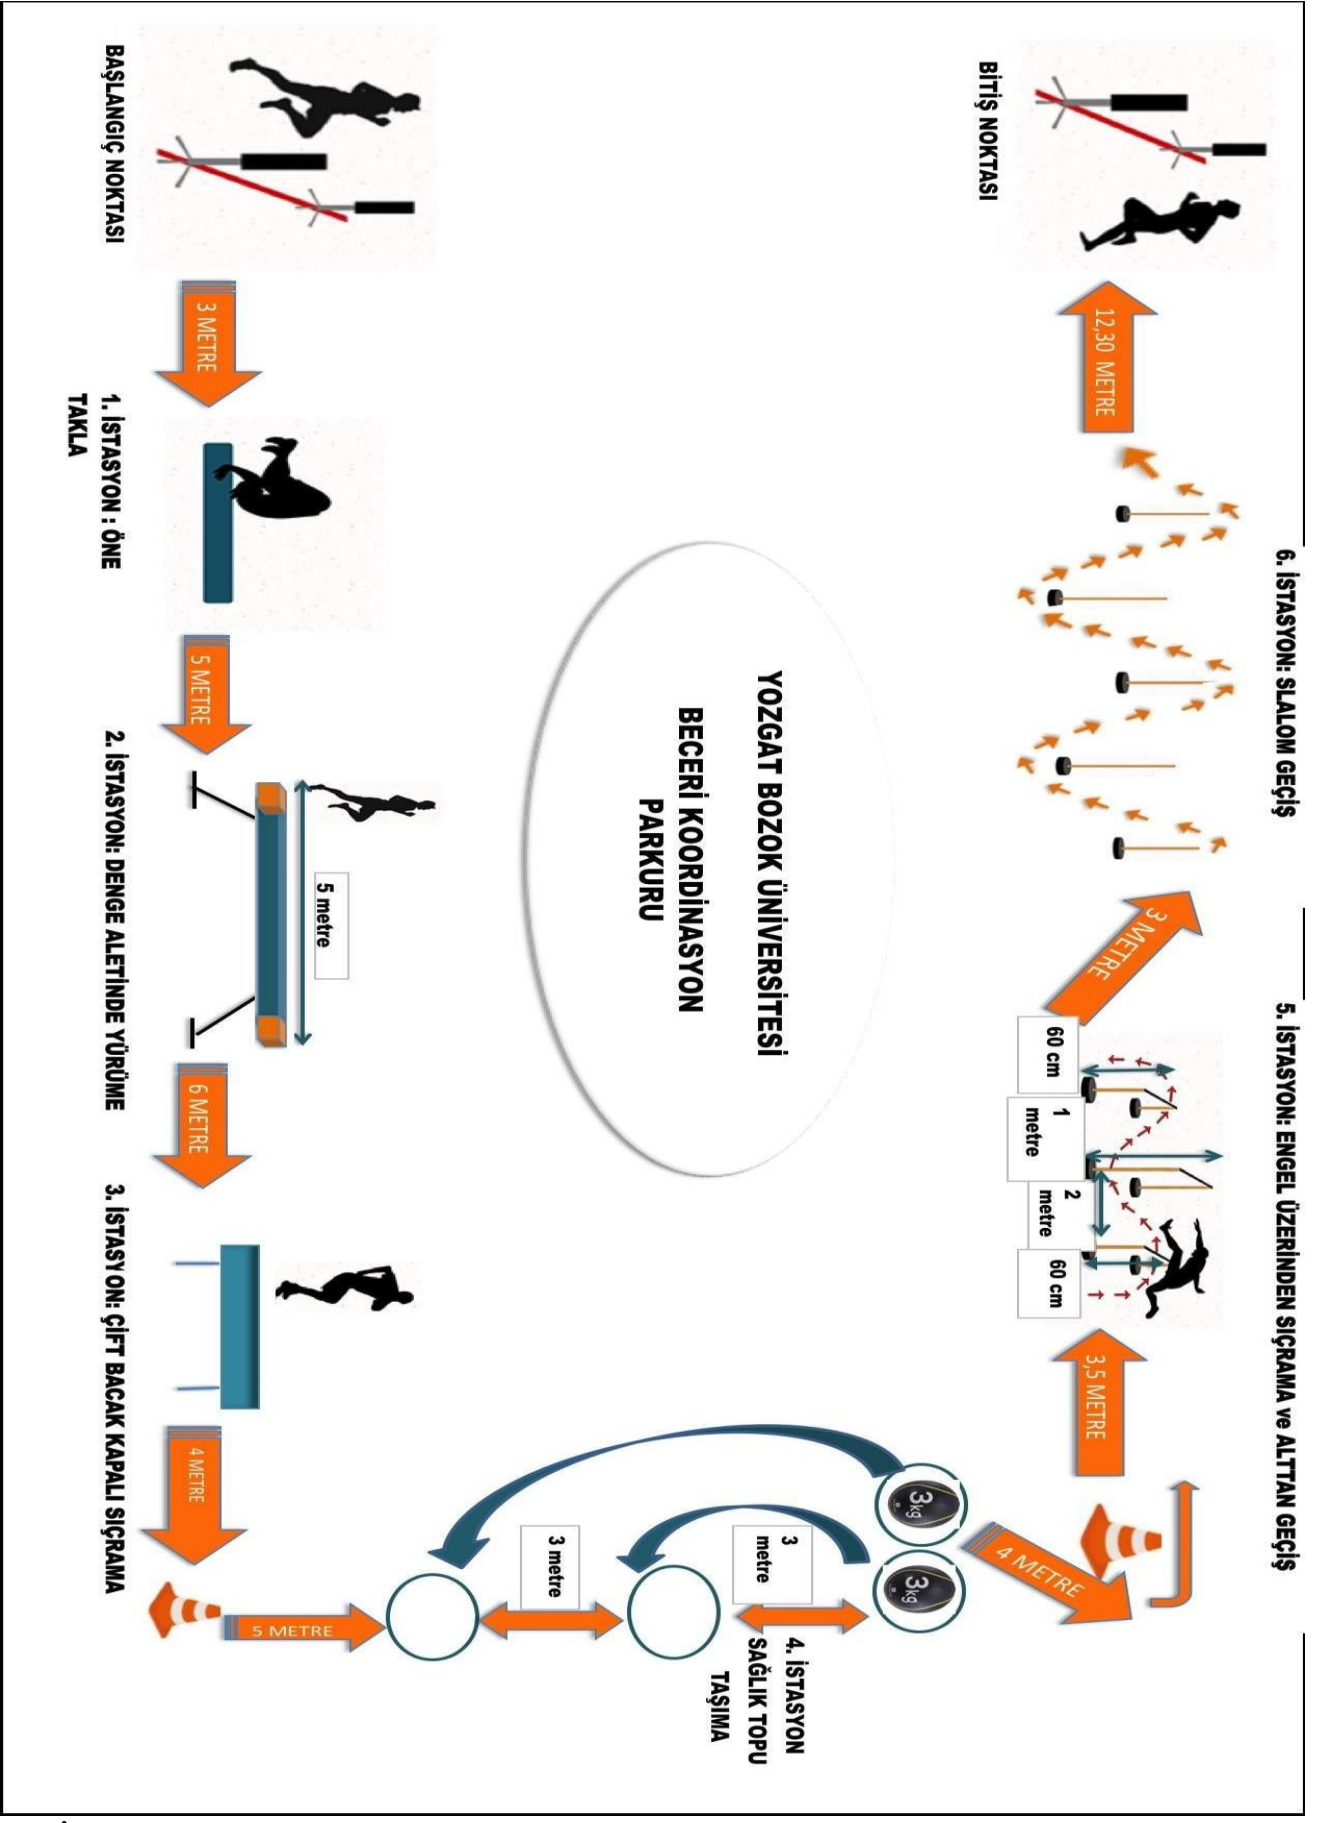 BAŞLANGIÇ NOKTASI
3 METRE
1. İSTASYON : ÖNE
TAKLA
5 METRE
2. İSTASYON: DENGE ALETİNDE YÜRÜME
5 metre
6 METRE
3. İSTASYON: ÇİFT BACAK KAPALI SIÇRAMA
4 METRE
5 METRE
3 metre
3
metre
4. İSTASYON
SAĞLIK TOPU
TAŞIMA
3kg
3kg
4 METRE
3,5 METRE
5. İSTASYON: ENGEL ÜZERİNDEN SIÇRAMA ve ALTTAN GEÇİŞ
60 cm
2
metre
1
metre
60 cm
3 METRE
6. İSTASYON: SLALOM GEÇİŞ
12,30 METRE
BİTİŞ NOKTASI
YOZGAT BOZOK ÜNİVERSİTESİ
BECERİ KOORDİNASYON
PARKURU